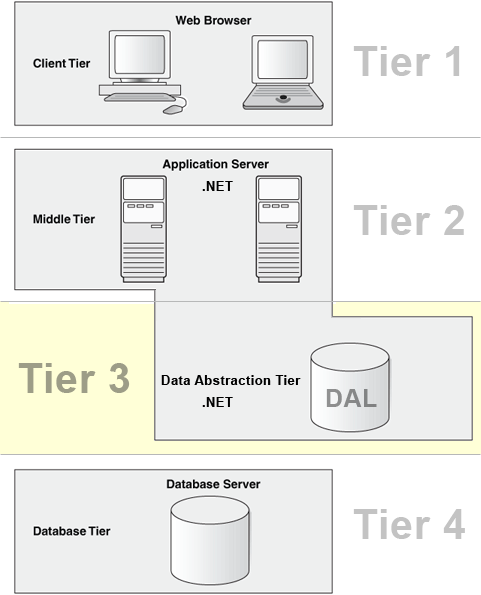 Web Browser
Client Tier
Tier 1
Application Server
.NET
Middle Tier
Tier 2
Tier 3
Data Abstraction Tier
.NET
DAL
Database Server
Database Tier
Tier 4